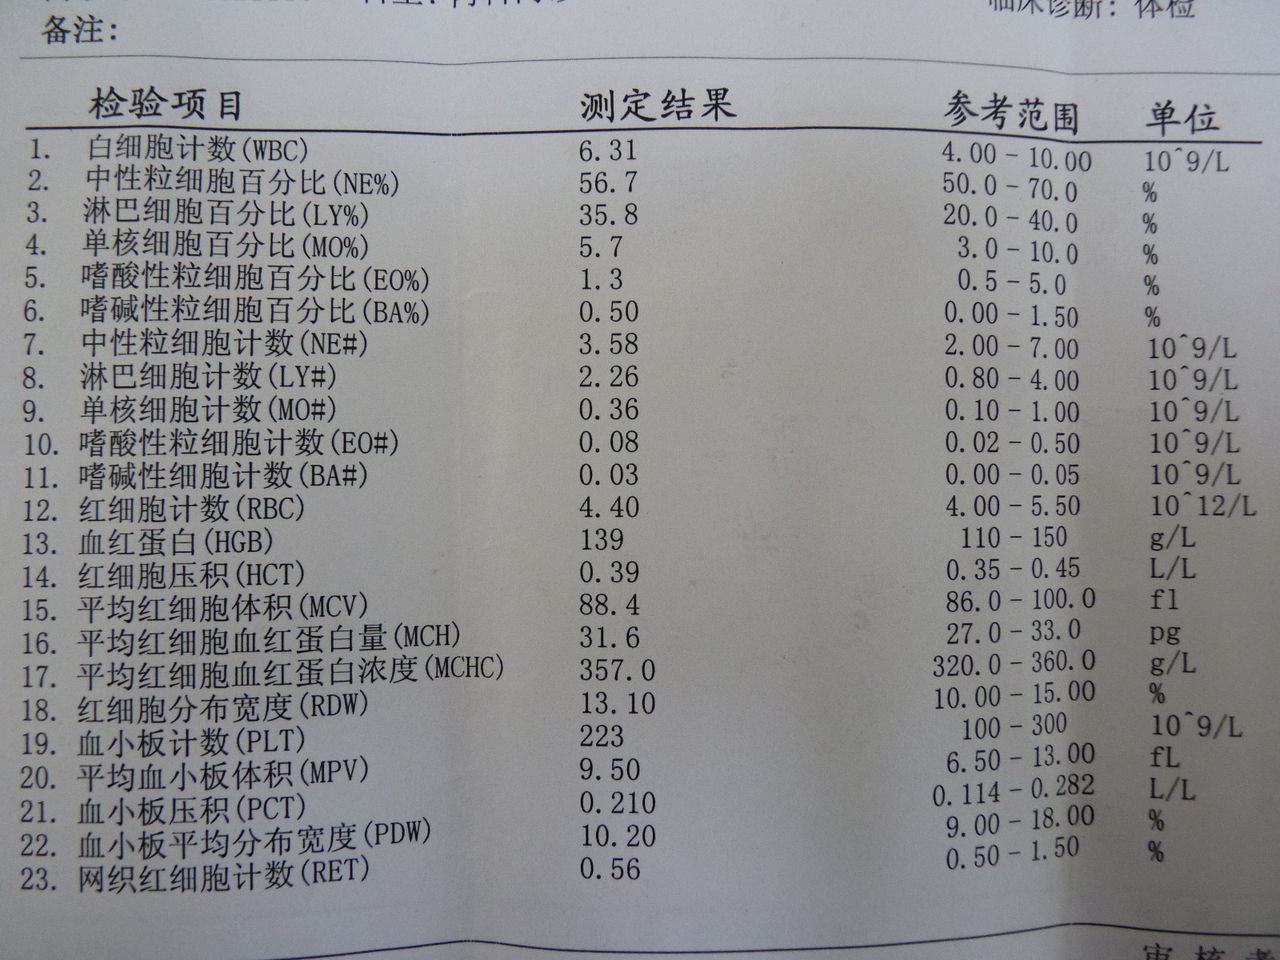 临床诊断: 体检
备注:
检验项目 测定结果 参考范围 单位
1. 白细胞计数(WBC) 6.31 4.00-10.00 10^9/L
2. 中性粒细胞百分比(NE%) 56.7 50.0-70.0 %
3. 淋巴细胞百分比(LY%) 35.8 20.0-40.0 %
4. 单核细胞百分比(MO%) 5.7 3.0-10.0 %
5. 嗜酸性粒细胞百分比(EO%) 1.3 0.5-5.0 %
6. 嗜碱性粒细胞百分比(BA%) 0.50 0.00-1.50 %
7. 中性粒细胞计数(NE#) 3.58 2.00-7.00 10^9/L
8. 淋巴细胞计数(LY#) 2.26 0.80-4.00 10^9/L
9. 单核细胞计数(MO#) 0.36 0.10-1.00 10^9/L
10. 嗜酸性粒细胞计数(EO#) 0.08 0.02-0.50 10^9/L
11. 嗜碱性细胞计数(BA#) 0.03 0.00-0.05 10^9/L
12. 红细胞计数(RBC) 4.40 4.00-5.50 10^12/L
13. 血红蛋白(HGB) 139 110-150 g/L
14. 红细胞压积(HCT) 0.39 0.35-0.45 L/L
15. 平均红细胞体积(MCV) 88.4 86.0-100.0 fl
16. 平均红细胞血红蛋白量(MCH) 31.6 27.0-33.0 pg
17. 平均红细胞血红蛋白浓度(MCHC) 357.0 320.0-360.0 g/L
18. 红细胞分布宽度(RDW) 13.10 10.00-15.00 %
19. 血小板计数(PLT) 223 100-300 10^9/L
20. 平均血小板体积(MPV) 9.50 6.50-13.00 fL
21. 血小板压积(PCT) 0.210 0.114-0.282 L/L
22. 血小板平均分布宽度(PDW) 10.20 9.00-18.00 %
23. 网织红细胞计数(RET) 0.56 0.50-1.50 %
审核者